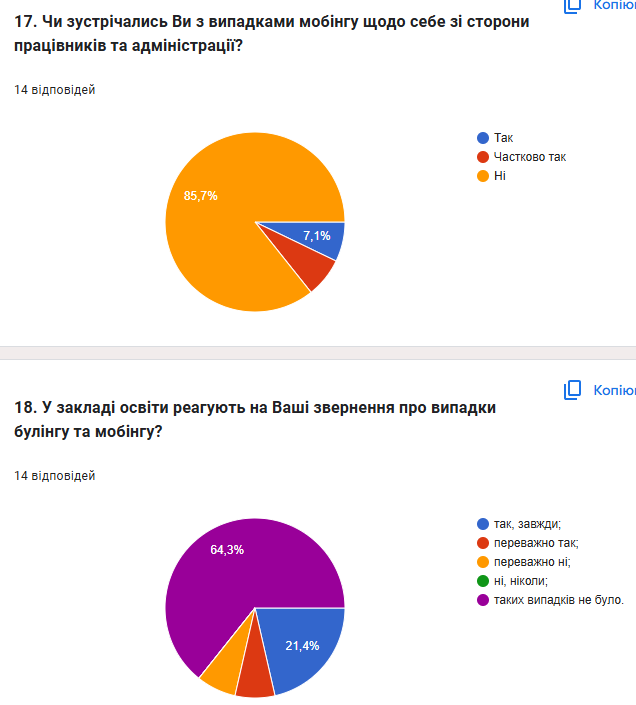 Копію
17. Чи зустрічались Ви з випадками мобінгу щодо себе зі сторони
працівників та адміністрації?
14 відповідей
Так
Частково так
Ні
85,7%
7,1%
Копію
18. У закладі освіти реагують на Ваші звернення про випадки
булінгу та мобінгу?
14 відповідей
так, завжди;
переважно так;
переважно ні;
ні, ніколи;
таких випадків не було.
64,3%
21,4%